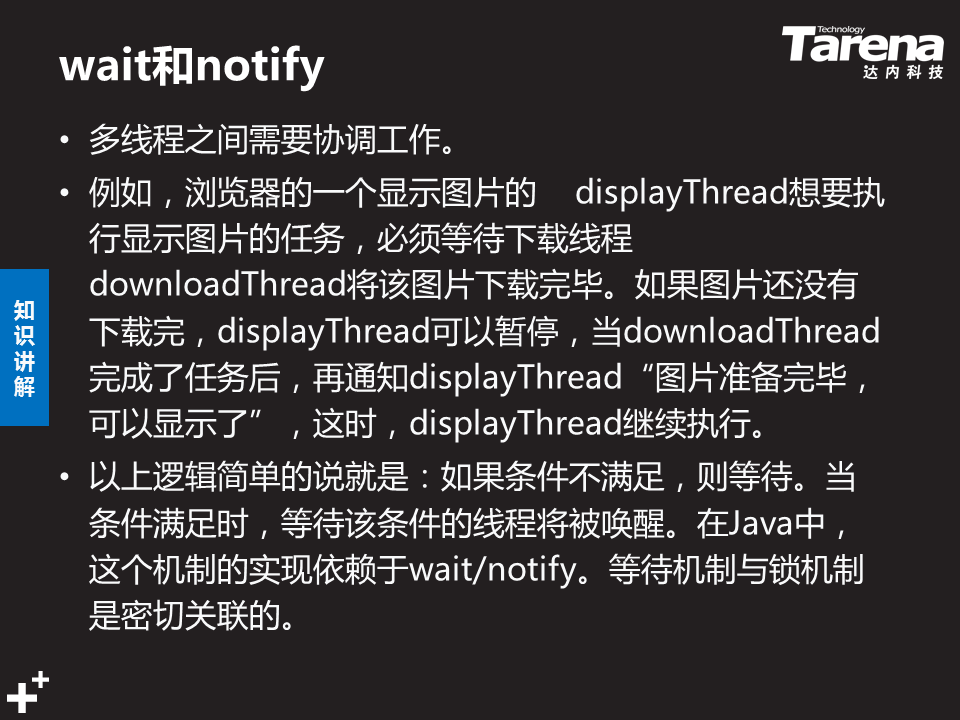 wait和notify
Technology
Tarena
达内科技
• 多线程之间需要协调工作。
• 例如，浏览器的一个显示图片的 displayThread想要执
行显示图片的任务，必须等待下载线程
downloadThread将该图片下载完毕。如果图片还没有
下载完，displayThread可以暂停，当downloadThread
完成了任务后，再通知displayThread“图片准备完毕，
可以显示了”，这时，displayThread继续执行。
• 以上逻辑简单的说就是：如果条件不满足，则等待。当
条件满足时，等待该条件的线程将被唤醒。在Java中，
这个机制的实现依赖于wait/notify。等待机制与锁机制
是密切关联的。
知
识
讲
解